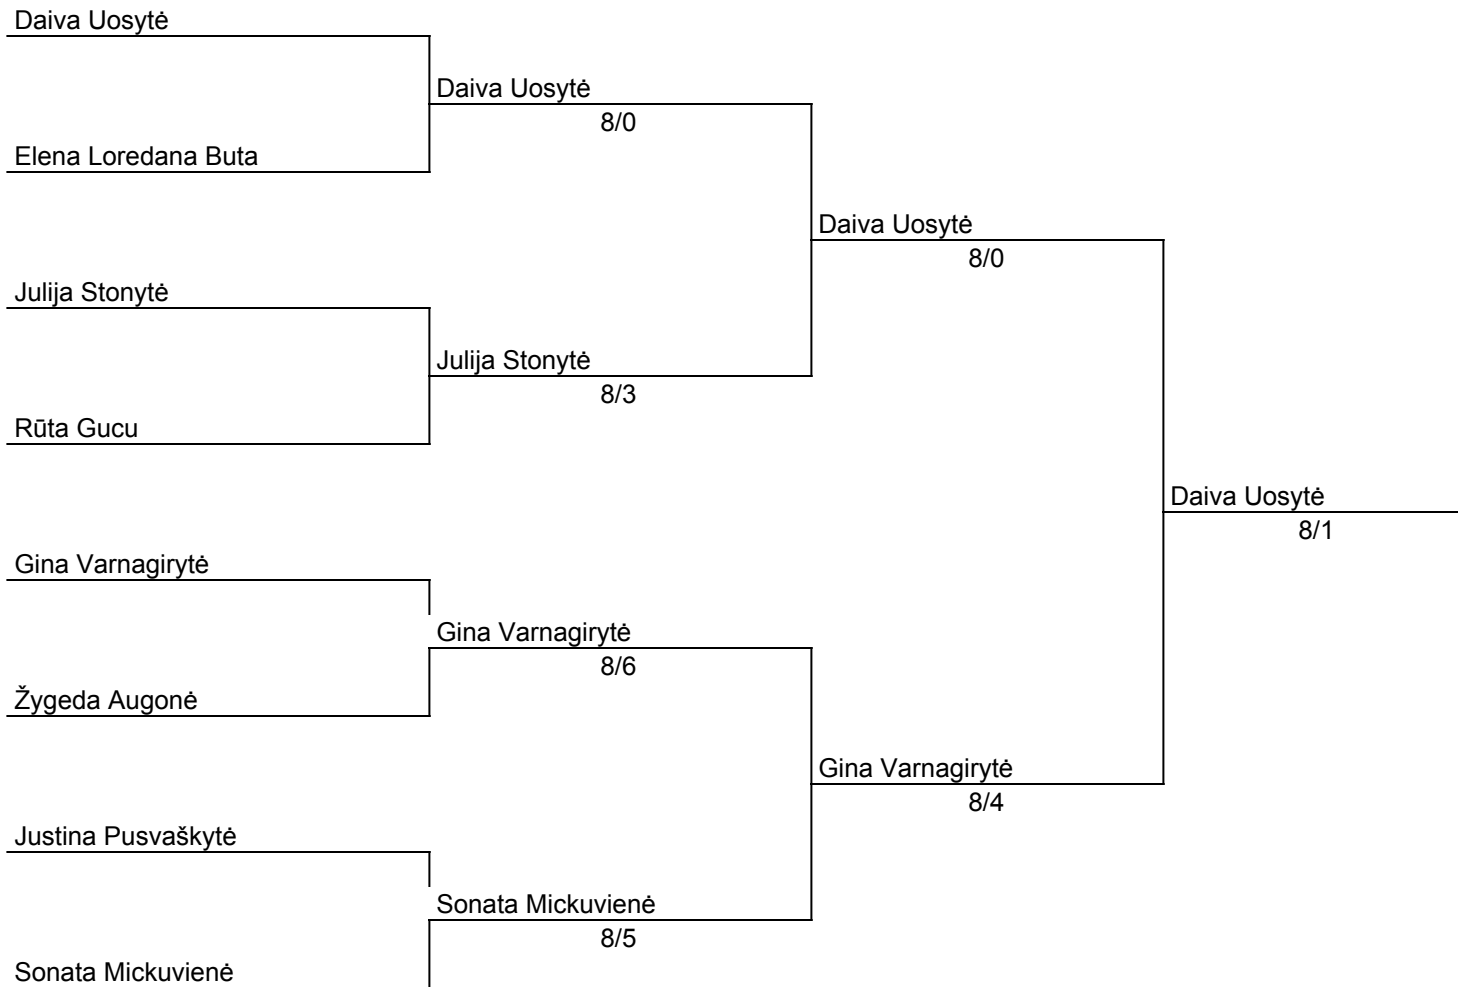 Daiva Uosytė
Daiva Uosytė
8/0
Elena Loredana Buta
Daiva Uosytė
8/0
Julija Stonytė
Julija Stonytė
8/3
Rūta Gucu
Daiva Uosytė
8/1
Gina Varnagirytė
Gina Varnagirytė
8/6
Žygeda Augonė
Gina Varnagirytė
8/4
Justina Pusvaškytė
Sonata Mickuvienė
8/5
Sonata Mickuvienė